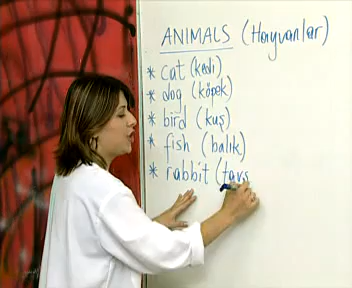 ANIMALS (Hayvanlar)
* cat (kedi)
* dog (köpek)
* bird (kuş)
* fish (balık)
* rabbit (tavş